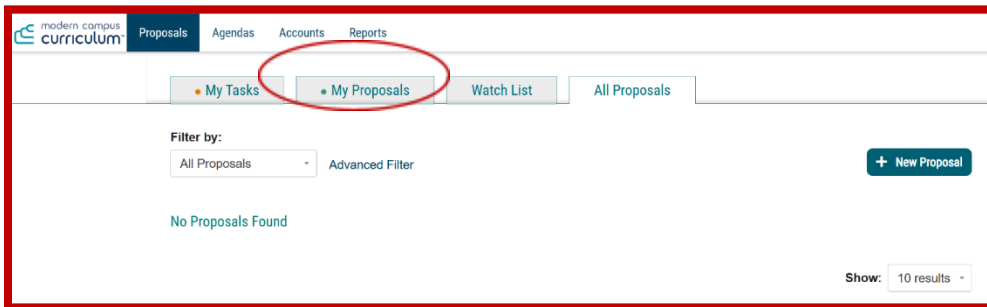 modern campus
curriculum™
Proposals Agendas Accounts Reports
My Tasks My Proposals Watch List All Proposals
Filter by:
All Proposals Advanced Filter
+ New Proposal
No Proposals Found
Show: 10 results